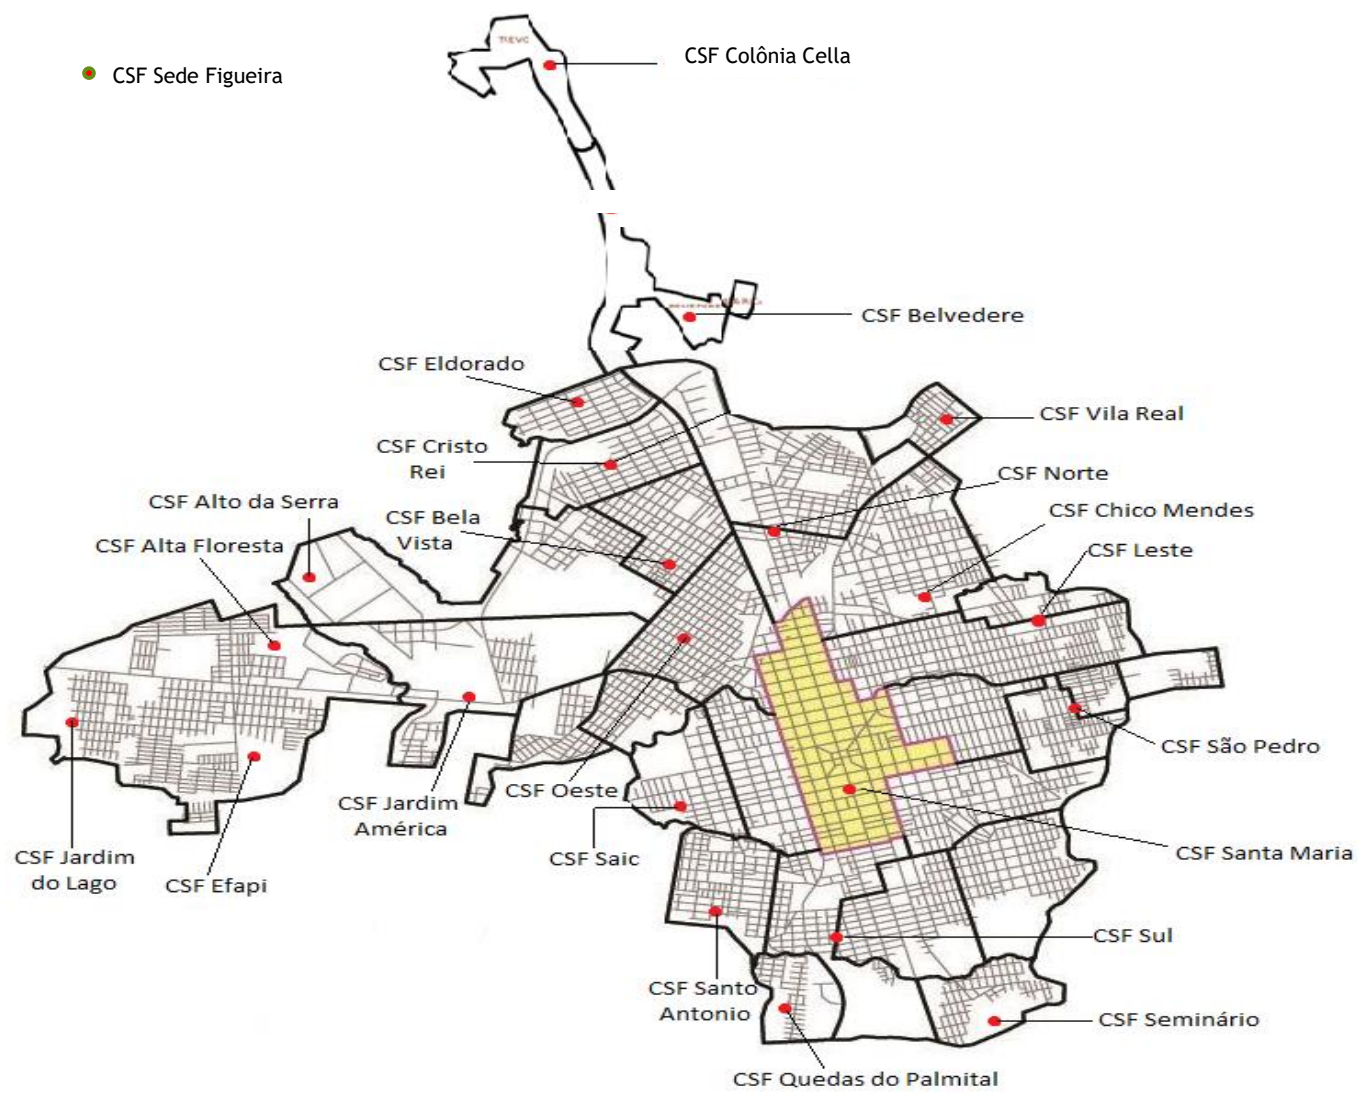 TREVO
CSF Colônia Cella
CSF Sede Figueira
CSF Belvedere
CSF Eldorado
CSF Vila Real
CSF Cristo
Rei
CSF Norte
CSF Alto da Serra
CSF Chico Mendes
CSF Bela
Vista
CSF Alta Floresta
CSF Leste
CSF São Pedro
CSF Oeste
CSF Jardim
América
CSF Jardim
do Lago
CSF Efapi
CSF Saic
CSF Santa Maria
CSF Sul
CSF Santo
Antonio
CSF Seminário
CSF Quedas do Palmital